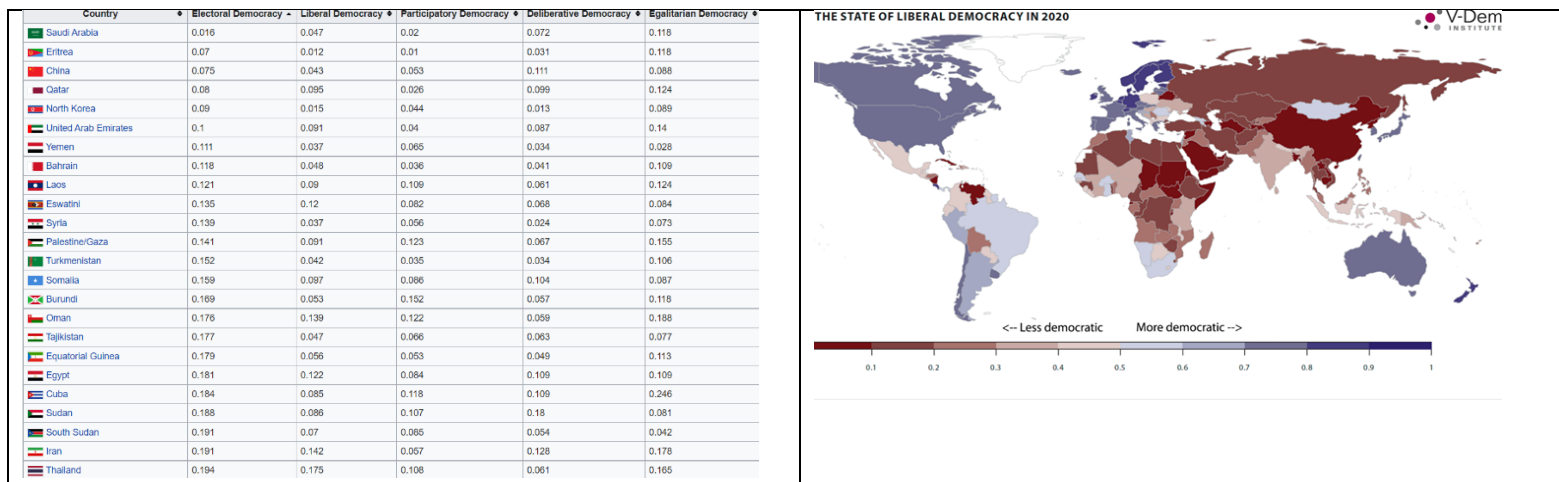 Country Electoral Democracy Liberal Democracy Participatory Democracy Deliberative Democracy Egalitarian Democracy
Saudi Arabia 0.016 0.047 0.02 0.072 0.118
Eritrea 0.07 0.012 0.01 0.031 0.118
China 0.075 0.043 0.053 0.111 0.088
Qatar 0.08 0.095 0.026 0.099 0.124
North Korea 0.09 0.015 0.044 0.013 0.089
United Arab Emirates 0.1 0.091 0.04 0.087 0.14
Yemen 0.111 0.037 0.065 0.034 0.028
Bahrain 0.118 0.048 0.036 0.041 0.109
Laos 0.121 0.09 0.109 0.061 0.124
Eswatini 0.135 0.12 0.082 0.068 0.084
Syria 0.139 0.037 0.056 0.024 0.073
Palestine/Gaza 0.141 0.091 0.123 0.067 0.155
Turkmenistan 0.152 0.042 0.035 0.034 0.106
Somalia 0.159 0.097 0.086 0.104 0.087
Burundi 0.169 0.053 0.152 0.057 0.118
Oman 0.176 0.139 0.122 0.059 0.188
Tajikistan 0.177 0.047 0.066 0.063 0.077
Equatorial Guinea 0.179 0.056 0.053 0.049 0.113
Egypt 0.181 0.122 0.084 0.109 0.109
Cuba 0.184 0.085 0.118 0.109 0.246
Sudan 0.188 0.086 0.107 0.18 0.081
South Sudan 0.191 0.07 0.085 0.054 0.042
Iran 0.191 0.142 0.057 0.128 0.178
Thailand 0.194 0.175 0.108 0.061 0.165
THE STATE OF LIBERAL DEMOCRACY IN 2020
V-Dem
INSTITUTE
<-- Less democratic More democratic -->
0.1 0.2 0.3 0.4 0.5 0.6 0.7 0.8 0.9 1